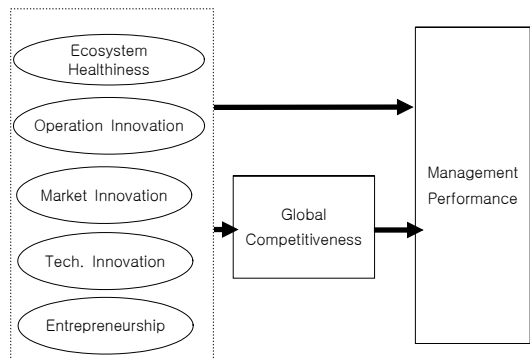 Ecosystem
Healthiness
Operation Innovation
Market Innovation
Tech. Innovation
Entrepreneurship
Global
Competitiveness
Management
Performance